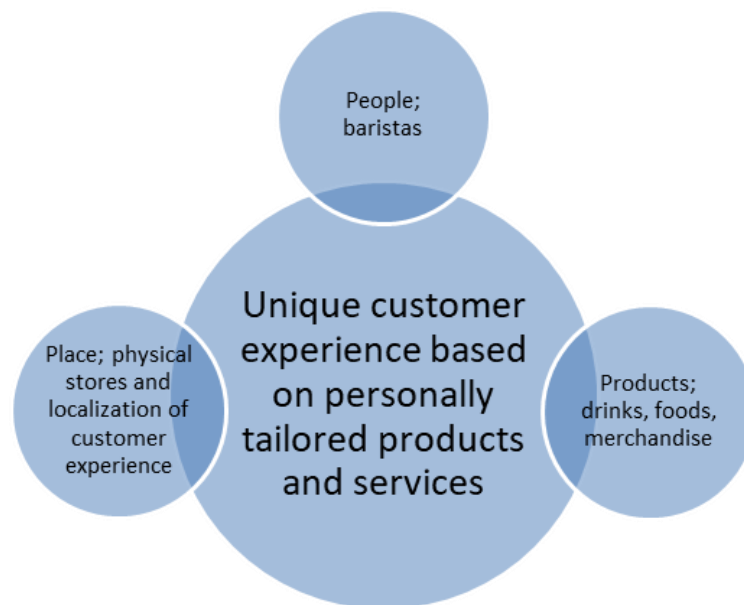 People;
baristas
Unique customer
experience based
on personally
tailored products
and services
Place; physical
stores and
localization of
customer
experience
Products;
drinks, foods,
merchandise